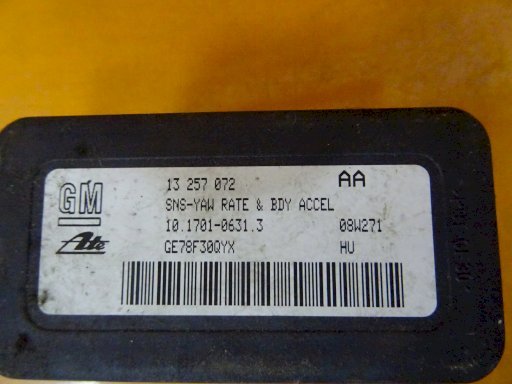 GM
13 257 072 AA
SNS-YAW RATE & BDY ACCEL
10.1701-0631.3 08W271
Ate GE78F30QYX HU